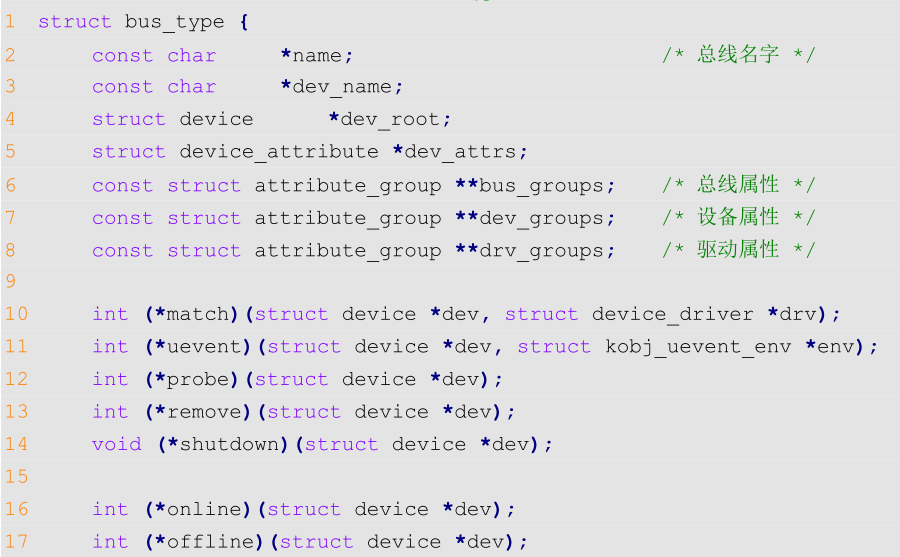 1 struct bus_type {
2 const char *name; /* 总线名字 */
3 const char *dev_name;
4 struct device *dev_root;
5 struct device_attribute *dev_attrs;
6 const struct attribute_group **bus_groups; /* 总线属性 */
7 const struct attribute_group **dev_groups; /* 设备属性 */
8 const struct attribute_group **drv_groups; /* 驱动属性 */
9
10 int (*match)(struct device *dev, struct device_driver *drv);
11 int (*uevent)(struct device *dev, struct kobj_uevent_env *env);
12 int (*probe)(struct device *dev);
13 int (*remove)(struct device *dev);
14 void (*shutdown)(struct device *dev);
15
16 int (*online)(struct device *dev);
17 int (*offline)(struct device *dev);